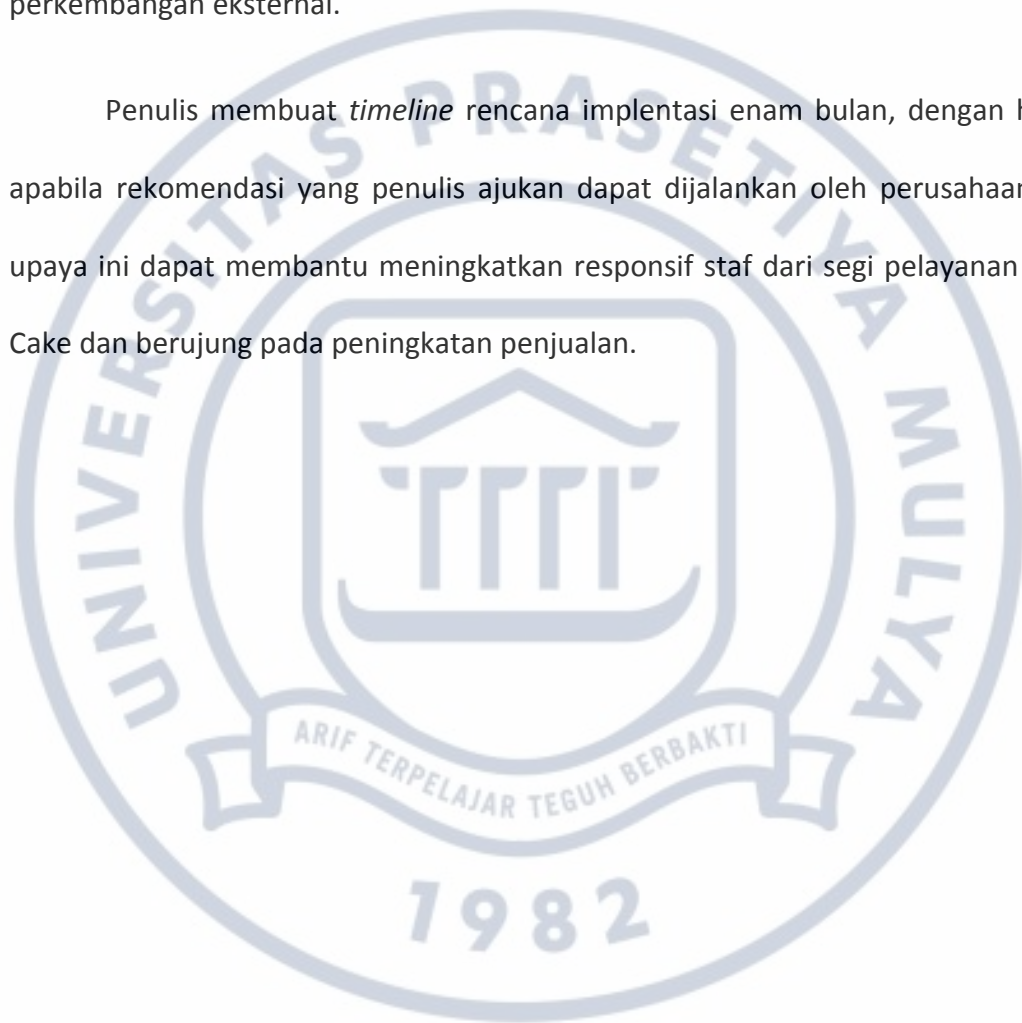 perkembangan eksternal.
Penulis membuat timeline rencana implentasi enam bulan, dengan
apabila rekomendasi yang penulis ajukan dapat dijalankan oleh perusahaan
upaya ini dapat membantu meningkatkan responsif staf dari segi pelayanan
Cake dan berujung pada peningkatan penjualan.
UNIVERSITAS PRASETIYA MULYA
ARIF TERPELAJAR TEGUH BERBAKTI
1982